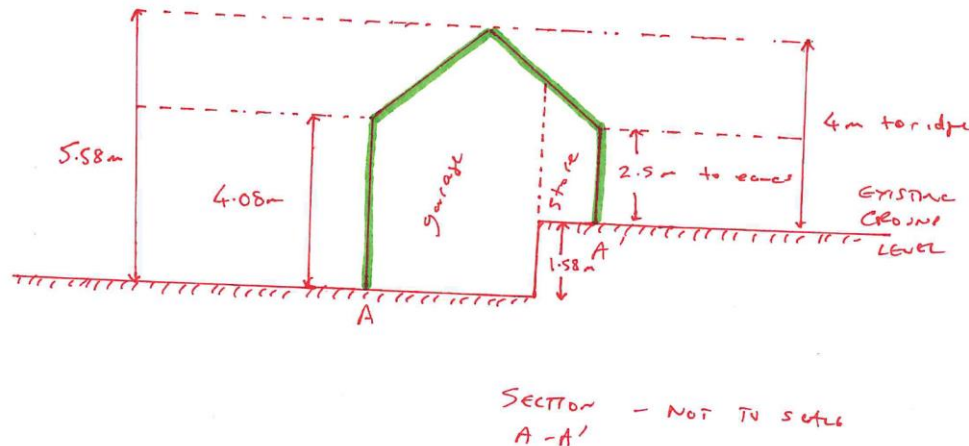 5.58m
4.08m
garage
Store
2.5m to eaves
4m to ridge
EXISTING
GROUND
LEVEL
1.58m
A
A'
SECTION - NOT TO SCALE
A-A'